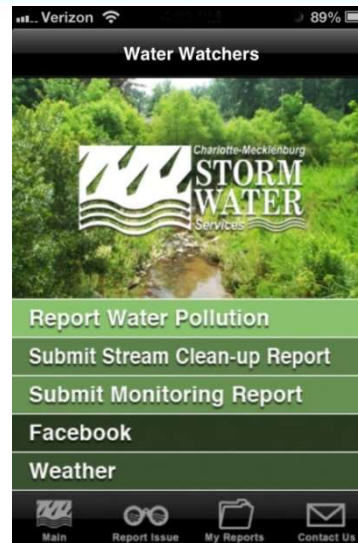 Verizon 89%
Water Watchers
Charlotte-Mecklenburg
STORM
WATER
Services
Report Water Pollution
Submit Stream Clean-up Report
Submit Monitoring Report
Facebook
Weather
Main Report Issue My Reports Contact Us